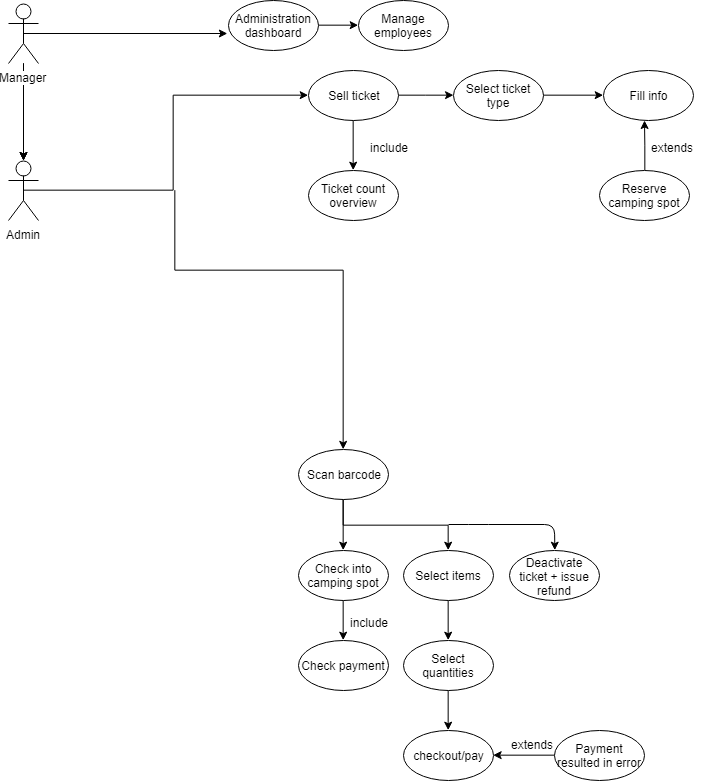 Administration
dashboard
Manage
employees
Manager
Sell ticket
Select ticket
type
Fill info
include
extends
Ticket count
overview
Reserve
camping spot
Admin
Scan barcode
Check into
camping spot
Select items
Deactivate
ticket + issue
refund
include
Check payment
Select
quantities
checkout/pay
extends
Payment
resulted in error